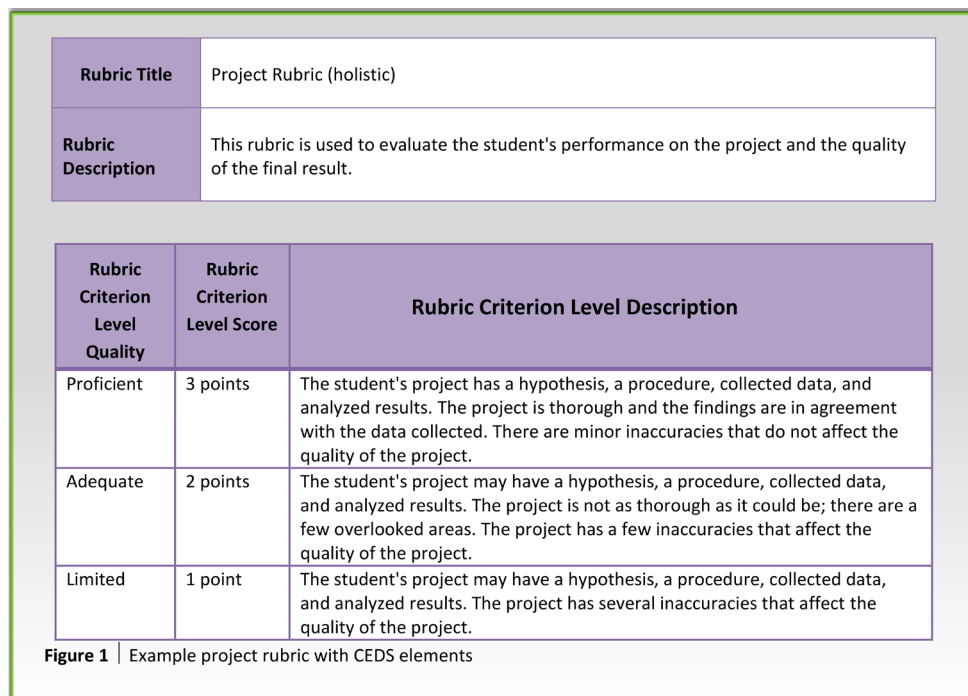 Rubric Title
Project Rubric (holistic)
Rubric
Description
This rubric is used to evaluate the student's performance on the project and the quality
of the final result.
Rubric
Criterion
Level
Quality
Rubric
Criterion
Level Score
Rubric Criterion Level Description
Proficient
3 points
The student's project has a hypothesis, a procedure, collected data, and
analyzed results. The project is thorough and the findings are in agreement
with the data collected. There are minor inaccuracies that do not affect the
quality of the project.
Adequate
2 points
The student's project may have a hypothesis, a procedure, collected data,
and analyzed results. The project is not as thorough as it could be; there are a
few overlooked areas. The project has a few inaccuracies that affect the
quality of the project.
Limited
1 point
The student's project may have a hypothesis, a procedure, collected data,
and analyzed results. The project has several inaccuracies that affect the
quality of the project.
Figure 1 | Example project rubric with CEDS elements